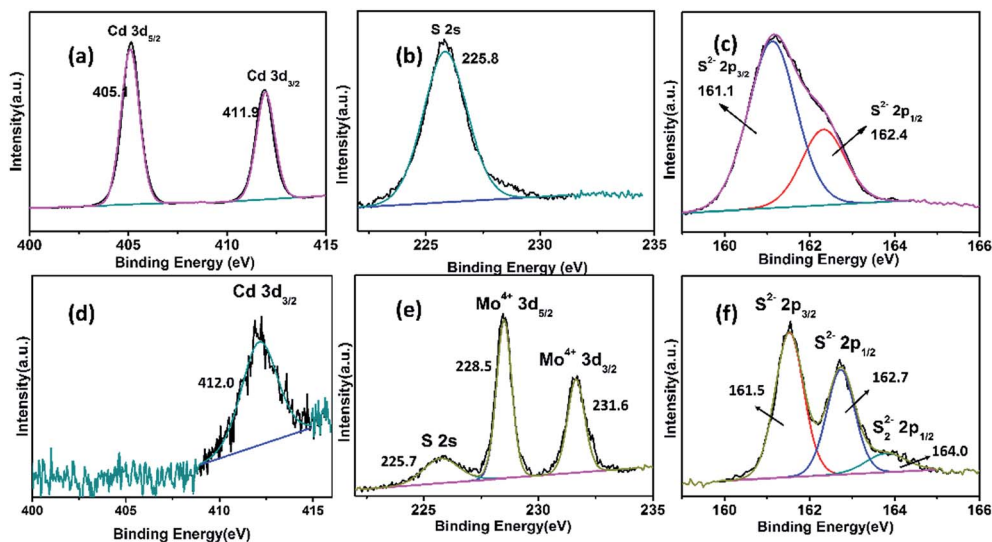 (a)
Cd 3d5/2
405.1
Cd 3d3/2
411.9
Intensity(a.u.)
400 405 410 415
Binding Energy (eV)
(b)
S 2s
225.8
Intensity(a.u.)
225 230 235
Binding Energy (eV)
(c)
S2- 2p3/2
161.1
S2- 2p1/2
162.4
Intensity(a.u.)
160 162 164 166
Binding Energy (eV)
(d)
Cd 3d3/2
412.0
Intensity(a.u.)
400 405 410 415
Binding Energy(eV)
(e)
Mo4+ 3d5/2
228.5
Mo4+ 3d3/2
231.6
S 2s
225.7
Intensity(a.u.)
225 230 235
Binding Energy(eV)
(f)
S2- 2p3/2
161.5
S2- 2p1/2
162.7
S22- 2p1/2
164.0
Intensity(a.u.)
160 162 164 166
Binding Energy(eV)